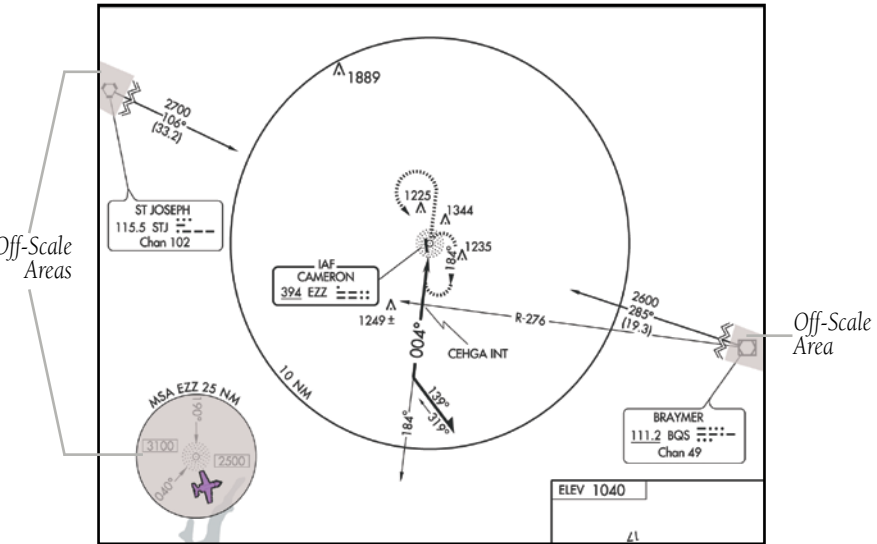 1889
2700
106°
(33.2)
ST JOSEPH
115.5 STJ
Chan 102
Off-Scale
Areas
1225
1344
1235
184°
IAF
CAMERON
394 EZZ
1249 ±
004°
CEHGA INT
R-276
2600
285°
(19.3)
Off-Scale
Area
10 NM
139°
319°
184°
BRAYMER
111.2 BQS
Chan 49
MSA EZZ 25 NM
190°
3100
2500
040°
ELEV 1040
17